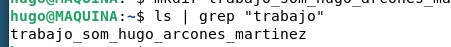 hugo@MAQUINA:~$ mkdir trabajo_som_hugo_arcones_ma
hugo@MAQUINA:~$ ls | grep "trabajo"
trabajo_som_hugo_arcones_martinez